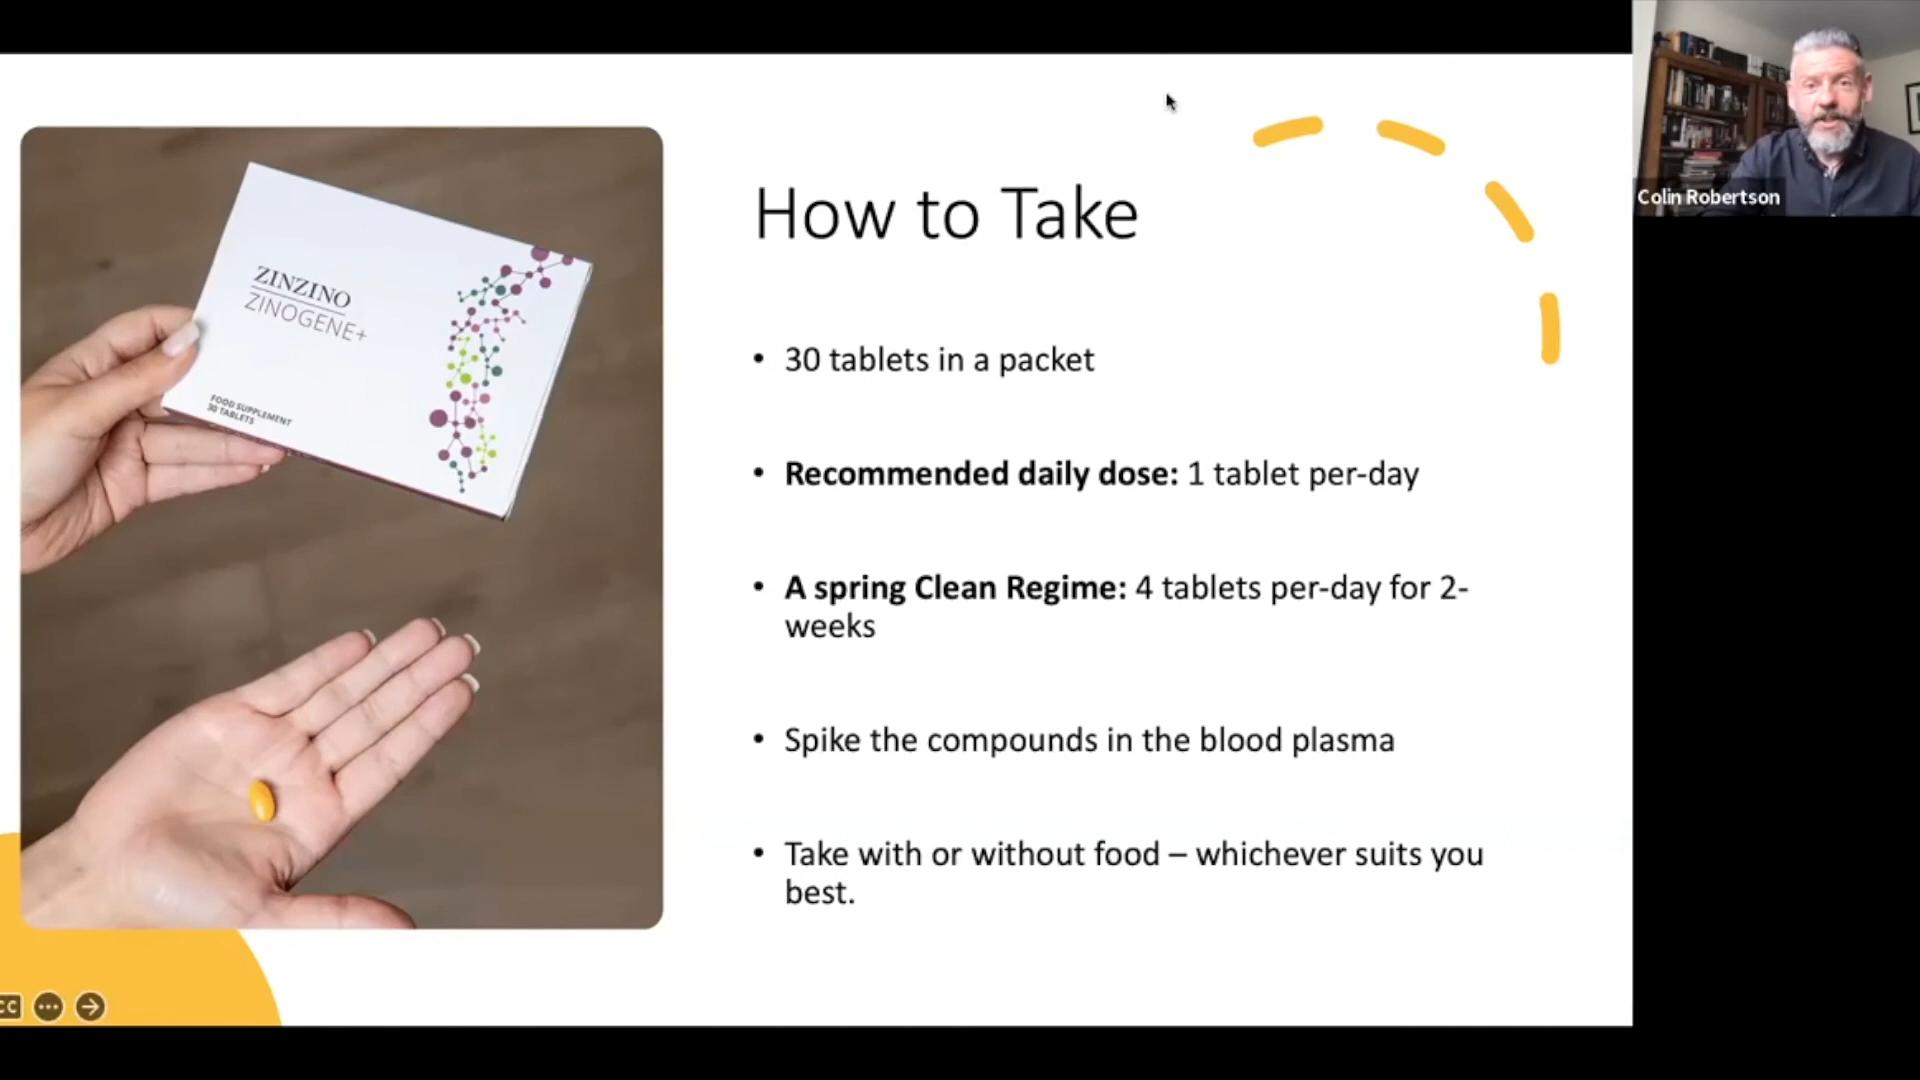 ZINZINO
ZINOGENE+
FOOD SUPPLEMENT
30 TABLETS
How to Take
• 30 tablets in a packet
• Recommended daily dose: 1 tablet per-day
• A spring Clean Regime: 4 tablets per-day for 2-
weeks
• Spike the compounds in the blood plasma
• Take with or without food – whichever suits you
best.
Colin Robertson
CC